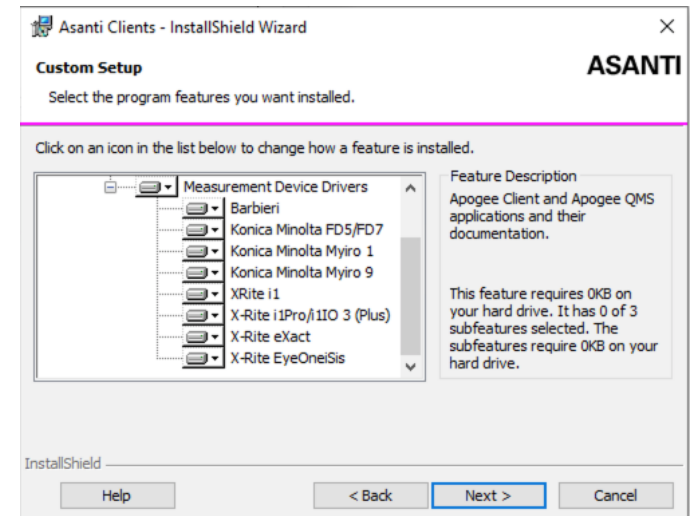 Asanti Clients - InstallShield Wizard
Custom Setup
ASANTI
Select the program features you want installed.
Click on an icon in the list below to change how a feature is installed.
Measurement Device Drivers
Barbieri
Konica Minolta FD5/FD7
Konica Minolta Myiro 1
Konica Minolta Myiro 9
XRite i1
X-Rite i1Pro/i1IO 3 (Plus)
X-Rite eXact
X-Rite EyeOneiSis
Feature Description
Apogee Client and Apogee QMS
applications and their
documentation.
This feature requires 0KB on
your hard drive. It has 0 of 3
subfeatures selected. The
subfeatures require 0KB on your
hard drive.
InstallShield
Help
< Back
Next >
Cancel